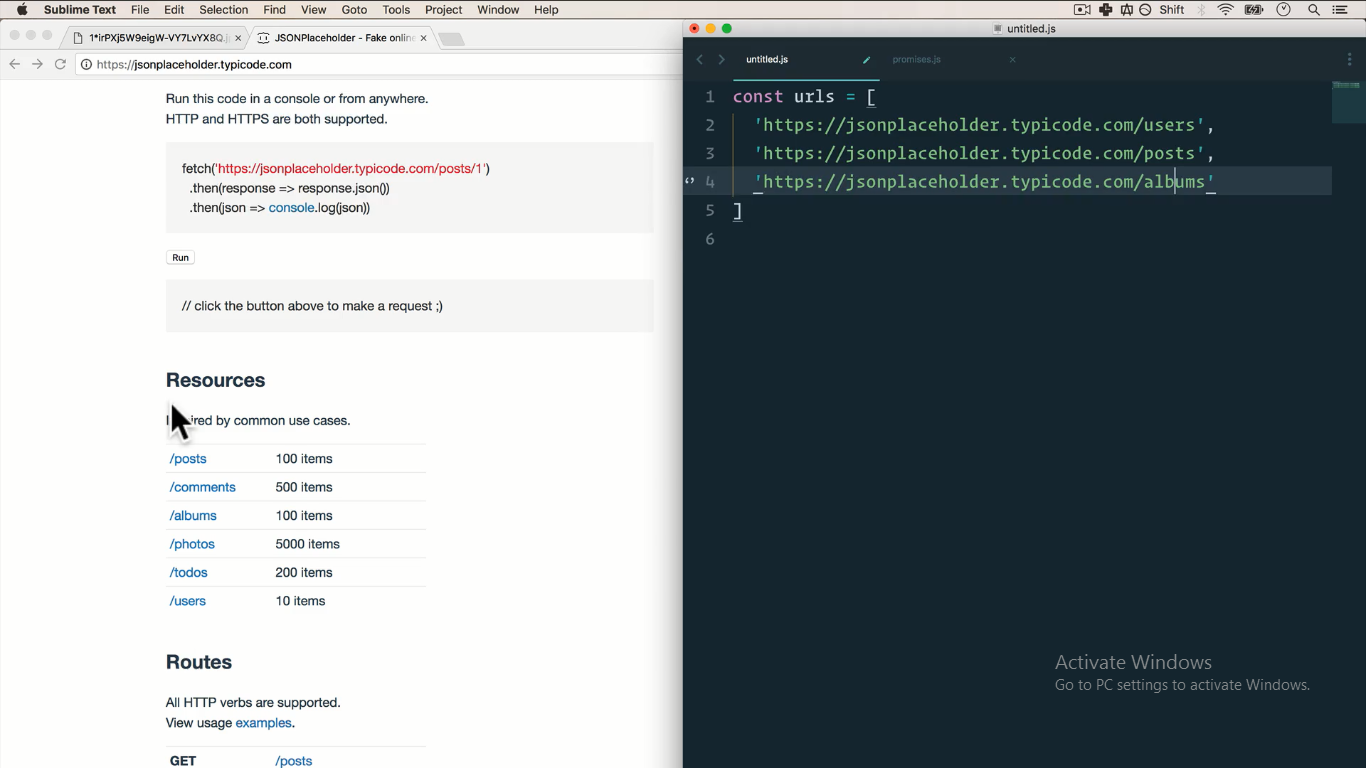 Sublime Text File Edit Selection Find View Goto Tools Project Window Help Shift
1*irPXj5W9eigW-VY7LvYX8Q.j
JSONPlaceholder - Fake online
https://jsonplaceholder.typicode.com
Run this code in a console or from anywhere.
HTTP and HTTPS are both supported.
fetch('https://jsonplaceholder.typicode.com/posts/1')
.then(response => response.json())
.then(json => console.log(json))
Run
// click the button above to make a request ;)
Resources
by common use cases.
/posts 100 items
/comments 500 items
/albums 100 items
/photos 5000 items
/todos 200 items
/users 10 items
Routes
All HTTP verbs are supported.
View usage examples.
GET /posts
untitled.js
untitled.js promises.js
1 const urls = [
2 'https://jsonplaceholder.typicode.com/users',
3 'https://jsonplaceholder.typicode.com/posts',
4 'https://jsonplaceholder.typicode.com/albums'
5 ]
6
Activate Windows
Go to PC settings to activate Windows.